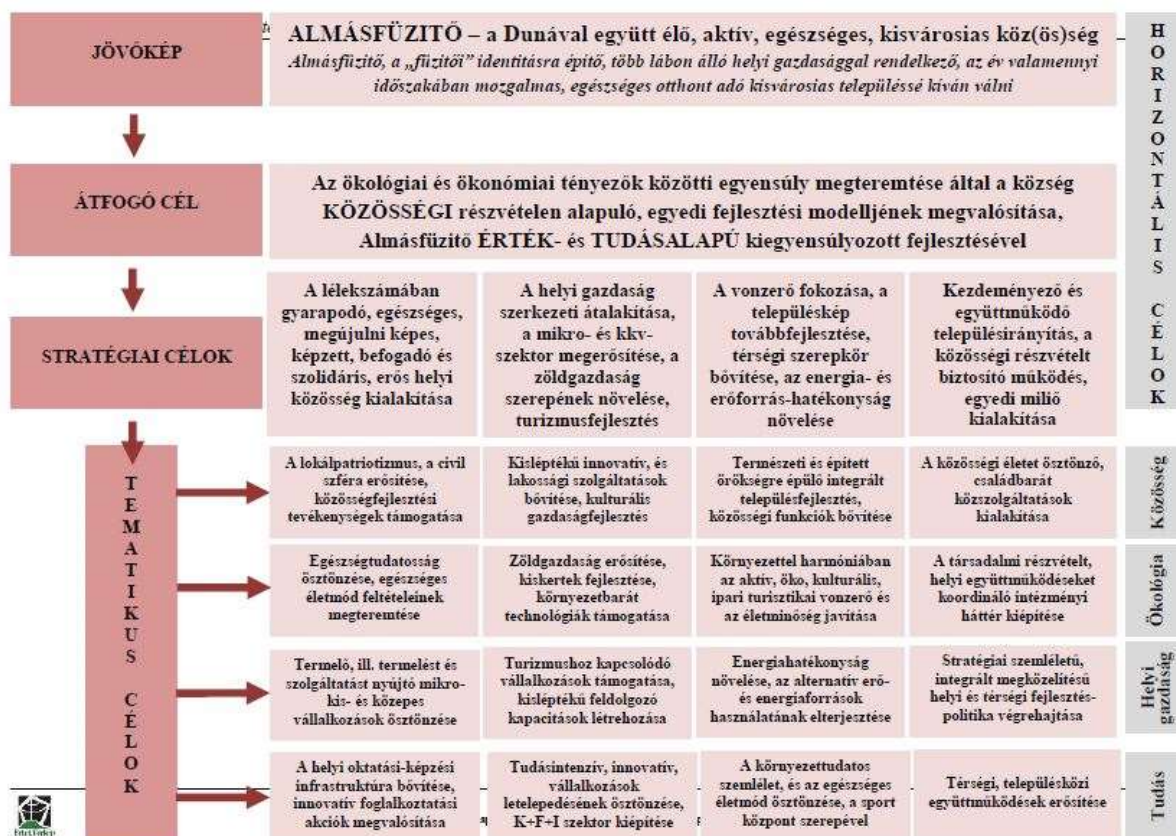 JÖVŐKÉP
ALMÁSFÜZITŐ – a Dunával együtt élő, aktív, egészséges, kisvárosias köz(ös)ség
Almásfüzitő, a „füzitői” identitásra építő, több lábon álló helyi gazdasággal rendelkező, az év valamennyi
időszakában mozgalmas, egészséges otthont adó kisvárosias településsé kíván válni
ÁTFOGÓ CÉL
Az ökológiai és ökonómiai tényezők közötti egyensúly megteremtése által a község
KÖZÖSSÉGI részvételen alapuló, egyedi fejlesztési modelljének megvalósítása,
Almásfüzitő ÉRTÉK- és TUDÁSALAPÚ kiegyensúlyozott fejlesztésével
HORIZONTÁLIS CÉLOK
STRATÉGIAI CÉLOK
A lélekszámában
gyarapodó, egészséges,
megújulni képes,
képzett, befogadó és
szolidáris, erős helyi
közösség kialakítása
A helyi gazdaság
szerkezeti átalakítása,
a mikro- és kkv-
szektor megerősítése, a
zöldgazdaság
szerepének növelése,
turizmusfejlesztés
A vonzerő fokozása, a
településkép
továbbfejlesztése,
térségi szerepkör
bővítése, az energia- és
erőforrás-hatékonyság
növelése
Kezdeményező és
együttműködő
településirányítás, a
közösségi részvételt
biztosító működés,
egyedi miliő
kialakítása
TEMATIKUS CÉLOK
A lokálpatriotizmus, a civil
szféra erősítése,
közösségfejlesztési
tevékenységek támogatása
Kisléptékű innovatív, és
lakossági szolgáltatások
bővítése, kulturális
gazdaságfejlesztés
Természeti és épített
örökségre épülő integrált
településfejlesztés,
közösségi funkciók bővítése
A közösségi életet ösztönző,
családbarát
közszolgáltatások
kialakítása
Közösség
Egészségtudatosság
ösztönzése, egészséges
életmód feltételeinek
megteremtése
Zöldgazdaság erősítése,
kiskertek fejlesztése,
környezetbarát
technológiák támogatása
Környezettel harmóniában
az aktív, öko, kulturális,
ipari turisztikai vonzerő és
az életminőség javítása
A társadalmi részvételt,
helyi együttműködéseket
koordináló intézményi
háttér kiépítése
Ökológia
Termelő, ill. termelést és
szolgáltatást nyújtó mikro-
kis- és közepes
vállalkozások ösztönzése
Turizmushoz kapcsolódó
vállalkozások támogatása,
kisléptékű feldolgozó
kapacitások létrehozása
Energiahatékonyság
növelése, az alternatív erő-
és energiaforrások
használatának elterjesztése
Stratégiai szemléletű,
integrált megközelítésű
helyi és térségi fejlesztés-
politika végrehajtása
Helyi
gazdaság
A helyi oktatási-képzési
infrastruktúra bővítése,
innovatív foglalkoztatási
akciók megvalósítása
Tudásintenzív, innovatív,
vállalkozások
letelepedésének ösztönzése,
K+F+I szektor kiépítése
A környezettudatos
szemlélet, és az egészséges
életmód ösztönzése, a sport
központ szerepével
Térségi, településközi
együttműködések erősítése
Tudás